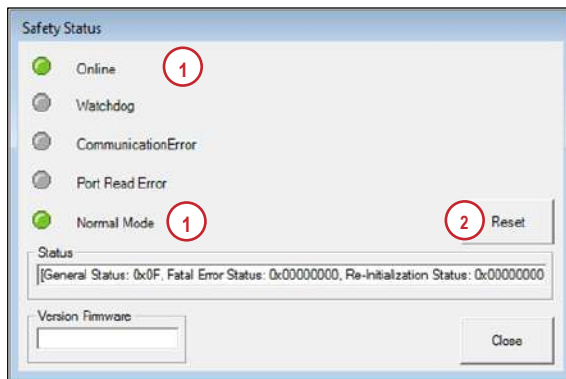 Safety Status
Online 1
Watchdog
CommunicationError
Port Read Error
Normal Mode 1
2 Reset
Status
[General Status: 0x0F, Fatal Error Status: 0x00000000, Re-Initialization Status: 0x00000000
Version Firmware
Close